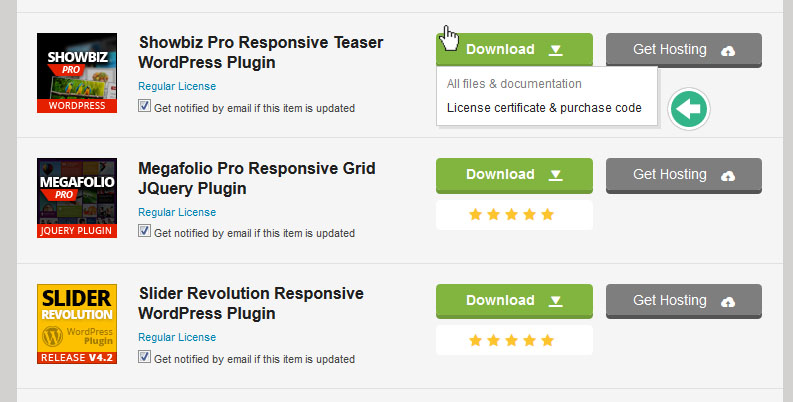 SHOWBIZ
PRO
WORDPRESS
Showbiz Pro Responsive Teaser
WordPress Plugin
Regular License
Get notified by email if this item is updated
Download
Get Hosting
All files & documentation
License certificate & purchase code
MEGAFOLIO
PRO
JQUERY PLUGIN
Megafolio Pro Responsive Grid
JQuery Plugin
Regular License
Get notified by email if this item is updated
Download
Get Hosting
SLIDER
REVOLUTION
WordPress
Plugin
RELEASE V4.2
Slider Revolution Responsive
WordPress Plugin
Regular License
Get notified by email if this item is updated
Download
Get Hosting